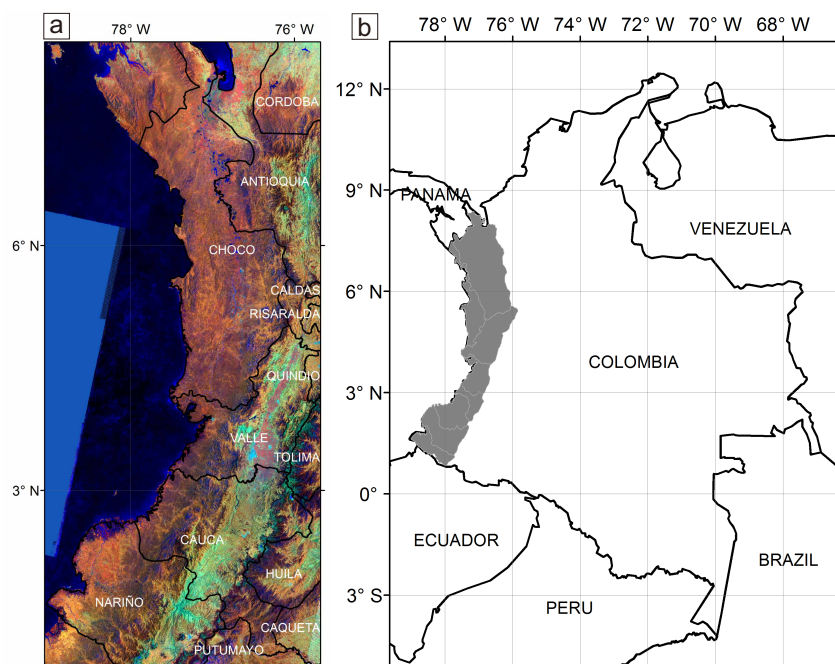 a
78° W
76° W
CORDOBA
ANTIOQUIA
CHOCO
6° N
CALDAS
RISARALDA
QUINDIO
VALLE
TOLIMA
3° N
CAUCA
HUILA
NARIÑO
CAQUETA
PUTUMAYO
b
78° W 76° W 72° W 70° W 68° W
12° N
9° N
PANAMA
VENEZUELA
6° N
COLOMBIA
3° N
0°
ECUADOR
BRAZIL
3° S
PERU